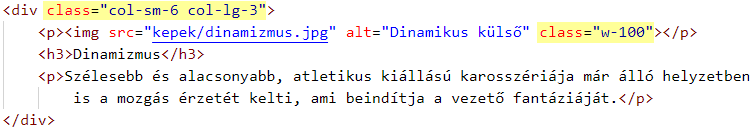 <div class="col-sm-6 col-lg-3">
<p><img src="kepek/dinamizmus.jpg" alt="Dinamikus külső" class="w-100"></p>
<h3>Dinamizmus</h3>
<p>Szélesebb és alacsonyabb, atletikus kiállású karosszériája már álló helyzetben
is a mozgás érzetét kelti, ami beindítja a vezető fantáziáját.</p>
</div>